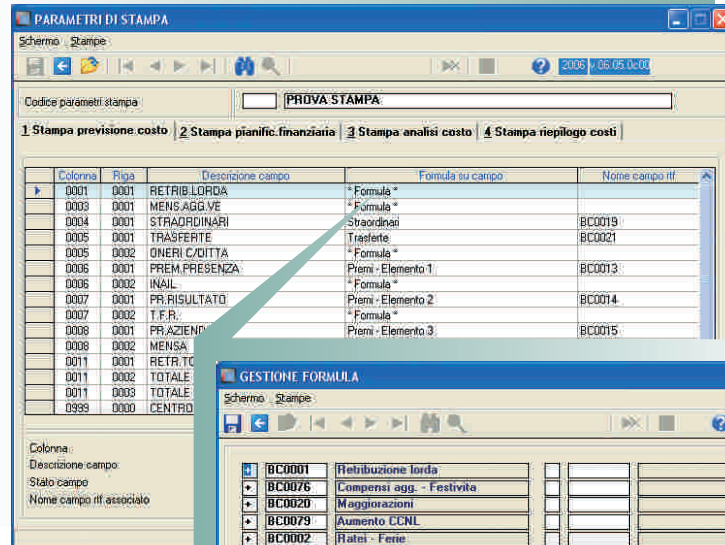 PARAMETRI DI STAMPA
Schermo Stampe
2006 v.06.05.0c00
Codice parametri stampa PROVA STAMPA
1 Stampa previsione costo 2 Stampa pianific.finanziaria 3 Stampa analisi costo 4 Stampa riepilogo costi
Colonna Riga Descrizione campo Formula su campo Nome campo rtf
0001 0001 RETRIB.LORDA * Formula *
0003 0001 MENS.AGG.VE * Formula *
0004 0001 STRAORDINARI Straordinari BC0019
0005 0001 TRASFERTE Trasferte BC0021
0005 0002 ONERI C/DITTA * Formula *
0006 0001 PREM.PRESENZA Premi - Elemento 1 BC0013
0006 0002 INAIL * Formula *
0007 0001 PR.RISULTATO Premi - Elemento 2 BC0014
0007 0002 T.F.R. * Formula *
0008 0001 PR.AZIEND Premi - Elemento 3 BC0015
0008 0002 MENSA
0011 0001 RETR.TO
0011 0002 TOTALE
0011 0003 TOTALE
0999 0000 CENTRO
Colonna
Descrizione campo
Stato campo
Nome campo rtf associato
GESTIONE FORMULA
Schermo Stampe
+ BC0001 Retribuzione lorda
+ BC0076 Compensi agg. - Festivita
+ BC0020 Maggiorazioni
+ BC0079 Aumento CCNL
+ BC0002 Ratei - Ferie